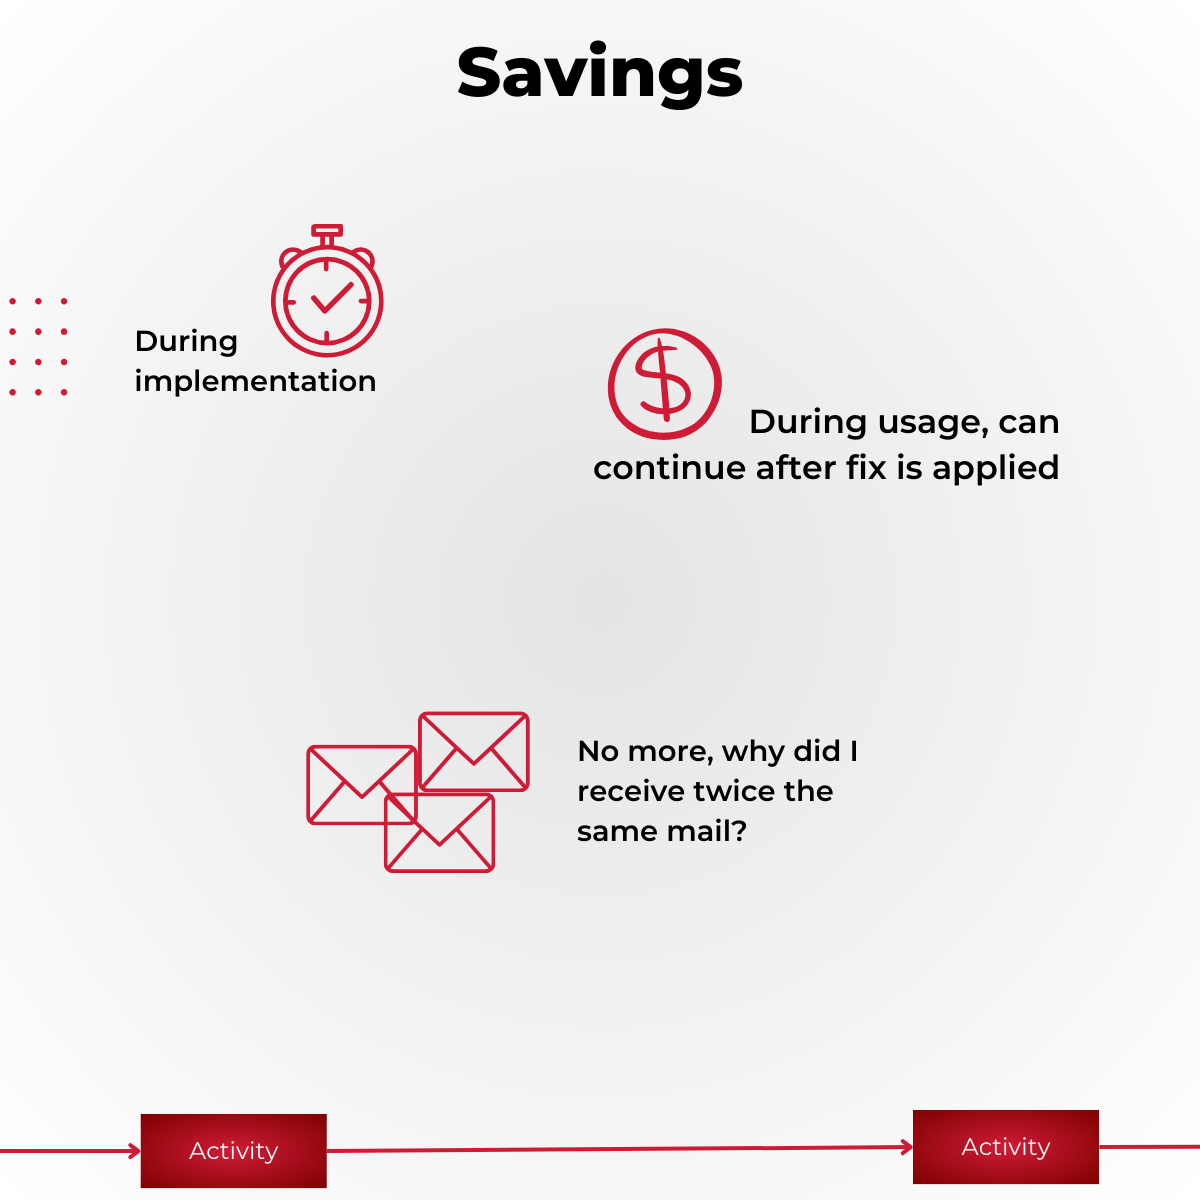 Savings
During
implementation
During usage, can
continue after fix is applied
No more, why did I
receive twice the
same mail?
Activity
Activity